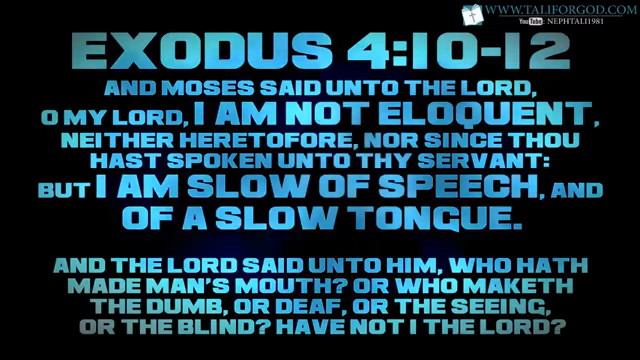 WWW.TALIFORGOD.COM
YouTube: NEPHTALI1981
EXODUS 4:10-12
AND MOSES SAID UNTO THE LORD,
O MY LORD, I AM NOT ELOQUENT,
NEITHER HERETOFORE, NOR SINCE THOU
HAST SPOKEN UNTO THY SERVANT:
BUT I AM SLOW OF SPEECH, AND
OF A SLOW TONGUE.
AND THE LORD SAID UNTO HIM, WHO HATH
MADE MAN'S MOUTH? OR WHO MAKETH
THE DUMB, OR DEAF, OR THE SEEING,
OR THE BLIND? HAVE NOT I THE LORD?